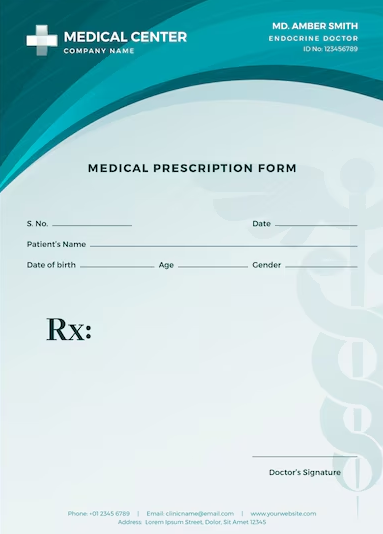 MEDICAL CENTER
COMPANY NAME
MD. AMBER SMITH
ENDOCRINE DOCTOR
ID No: 123456789
MEDICAL PRESCRIPTION FORM
S. No. Date
Patient's Name
Date of birth Age Gender
Rx:
Doctor's Signature
Phone: +01 2345 6789 | Email: clinicname@email.com | www.yourwebsite.com
Address: Lorem Ipsum Street, Dolor, Sit Amet 12345